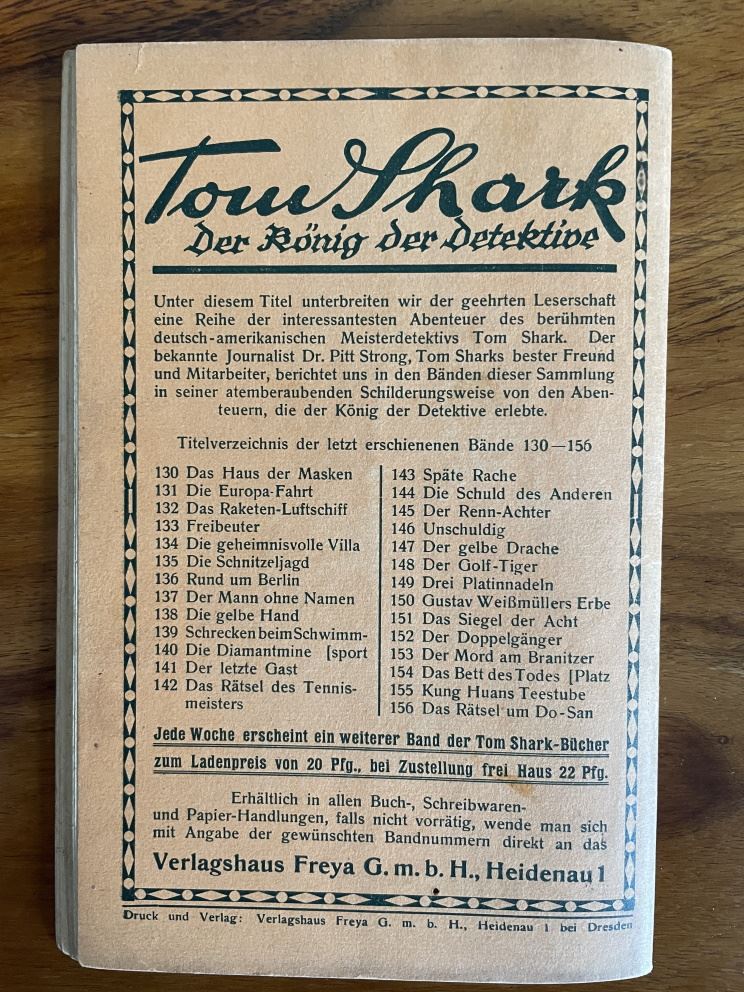 Tom Shark
Der König der Detektive
Unter diesem Titel unterbreiten wir der geehrten Leserschaft
eine Reihe der interessantesten Abenteuer des berühmten
deutsch-amerikanischen Meisterdetektivs Tom Shark. Der
bekannte Journalist Dr. Pitt Strong, Tom Sharks bester Freund
und Mitarbeiter, berichtet uns in den Bänden dieser Sammlung
in seiner atemberaubenden Schilderungsweise von den Aben-
teuern, die der König der Detektive erlebte.
Titelverzeichnis der letzt erschienenen Bände 130—156
130 Das Haus der Masken
131 Die Europa-Fahrt
132 Das Raketen-Luftschiff
133 Freibeuter
134 Die geheimnisvolle Villa
135 Die Schnitzeljagd
136 Rund um Berlin
137 Der Mann ohne Namen
138 Die gelbe Hand
139 Schrecken beim Schwimm-
140 Die Diamantmine [sport
141 Der letzte Gast
142 Das Rätsel des Tennis-
meisters
143 Späte Rache
144 Die Schuld des Anderen
145 Der Renn-Achter
146 Unschuldig
147 Der gelbe Drache
148 Der Golf-Tiger
149 Drei Platinnadeln
150 Gustav Weißmüllers Erbe
151 Das Siegel der Acht
152 Der Doppelgänger
153 Der Mord am Branitzer
154 Das Bett des Todes [Platz
155 Kung Huans Teestube
156 Das Rätsel um Do-San
Jede Woche erscheint ein weiterer Band der Tom Shark-Bücher
zum Ladenpreis von 20 Pfg., bei Zustellung frei Haus 22 Pfg.
Erhältlich in allen Buch-, Schreibwaren-
und Papier-Handlungen, falls nicht vorrätig, wende man sich
mit Angabe der gewünschten Bandnummern direkt an das
Verlagshaus Freya G. m. b. H., Heidenau 1
Druck und Verlag: Verlagshaus Freya G. m. b. H., Heidenau 1 bei Dresden